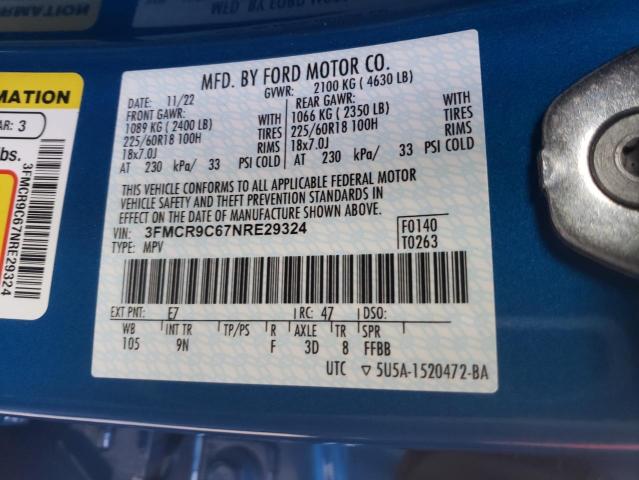 MFD. BY FORD MOTOR CO.
DATE: 11/22 GVWR: 2100 KG ( 4630 LB)
FRONT GAWR: REAR GAWR:
1089 KG ( 2400 LB) WITH 1066 KG ( 2350 LB) WITH
225/60R18 100H TIRES 225/60R18 100H TIRES
18x7.0J RIMS 18x7.0J RIMS
AT 230 kPa/ 33 PSI COLD AT 230 kPa/ 33 PSI COLD
THIS VEHICLE CONFORMS TO ALL APPLICABLE FEDERAL MOTOR
VEHICLE SAFETY, BUMPER, AND THEFT PREVENTION STANDARDS IN
EFFECT ON THE DATE OF MANUFACTURE SHOWN ABOVE.
VIN: 3FMCR9C67NRE29324 F0140
TYPE: MPV T0263
EXT PNT: E7 RC: 47 DSO:
WB INT TR TP/PS R AXLE TR SPR
105 9N F 3D 8 FFBB
UTC ▽ 5U5A-1520472-BA
MATION
AR: 3
bs.
3FMCR9C67NRE29324